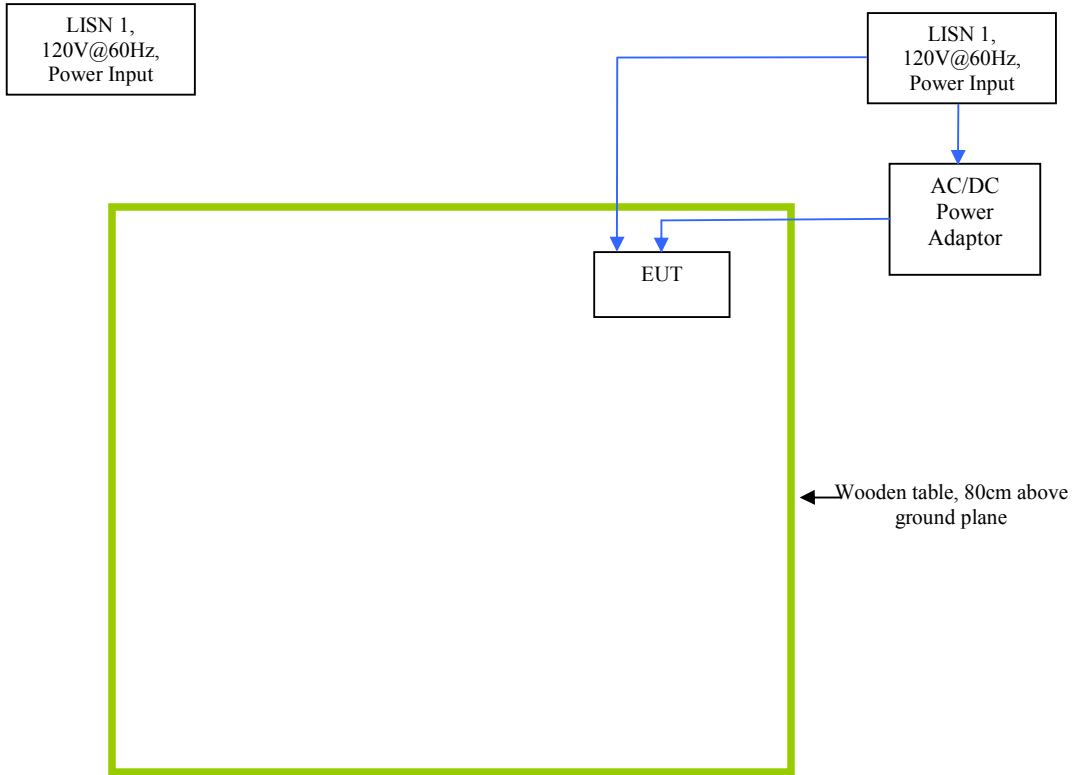 LISN 1,
120V@60Hz,
Power Input
LISN 1,
120V@60Hz,
Power Input
AC/DC
Power
Adaptor
EUT
Wooden table, 80cm above
ground plane